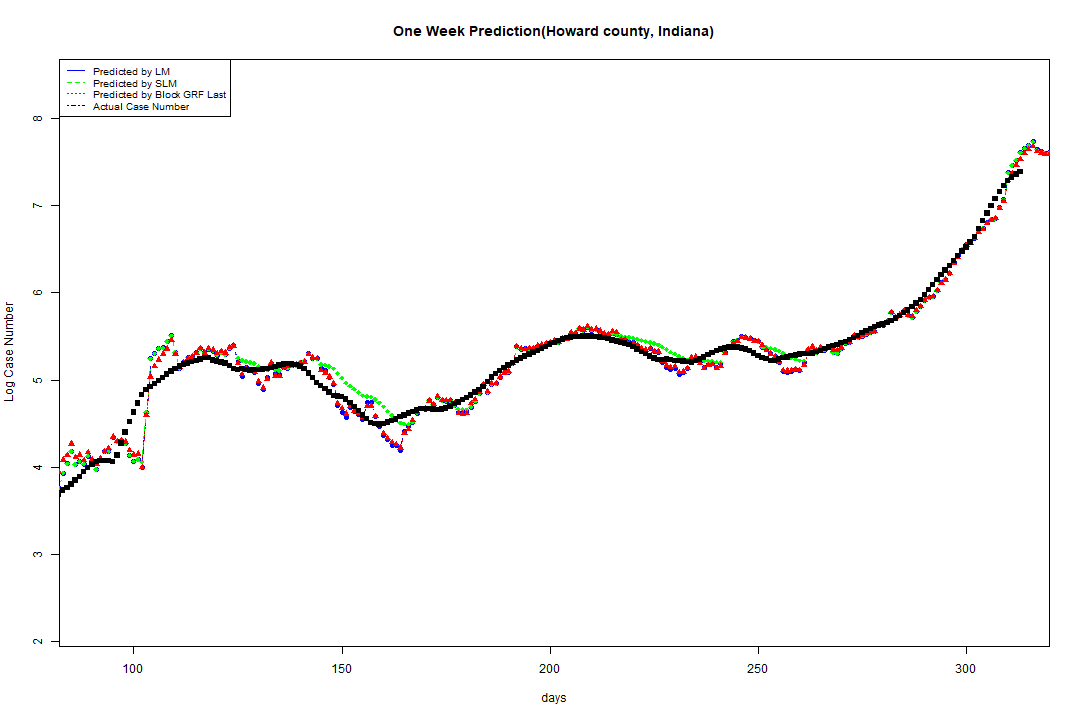 One Week Prediction(Howard county, Indiana)
Predicted by LM
Predicted by SLM
Predicted by Block GRF Last
Actual Case Number
8
7
6
5
4
3
2
Log Case Number
100 150 200 250 300
days